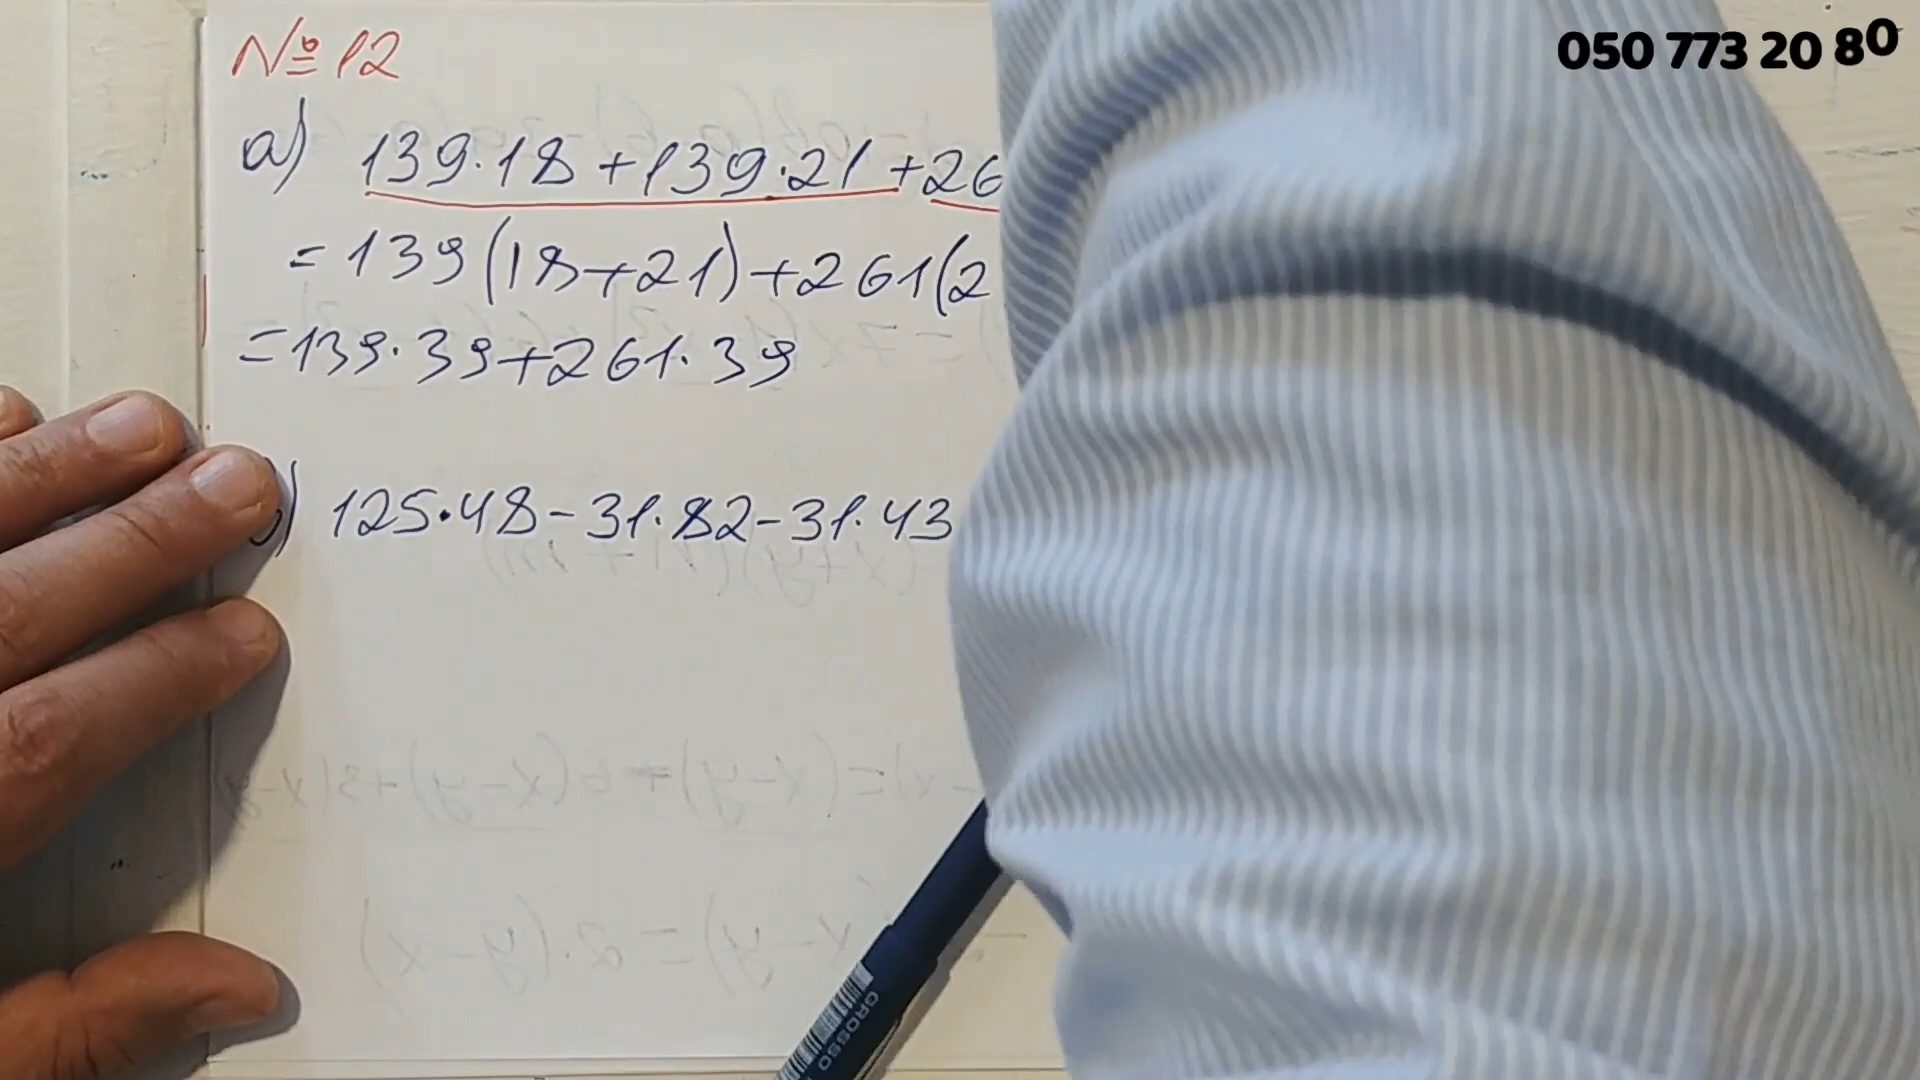 050 773 20 80
№ 12
a) 139·18+139·21+26
=139(18+21)+261(2
=139·39+261·39
) 125·48-31·82-31·43
GROSSO